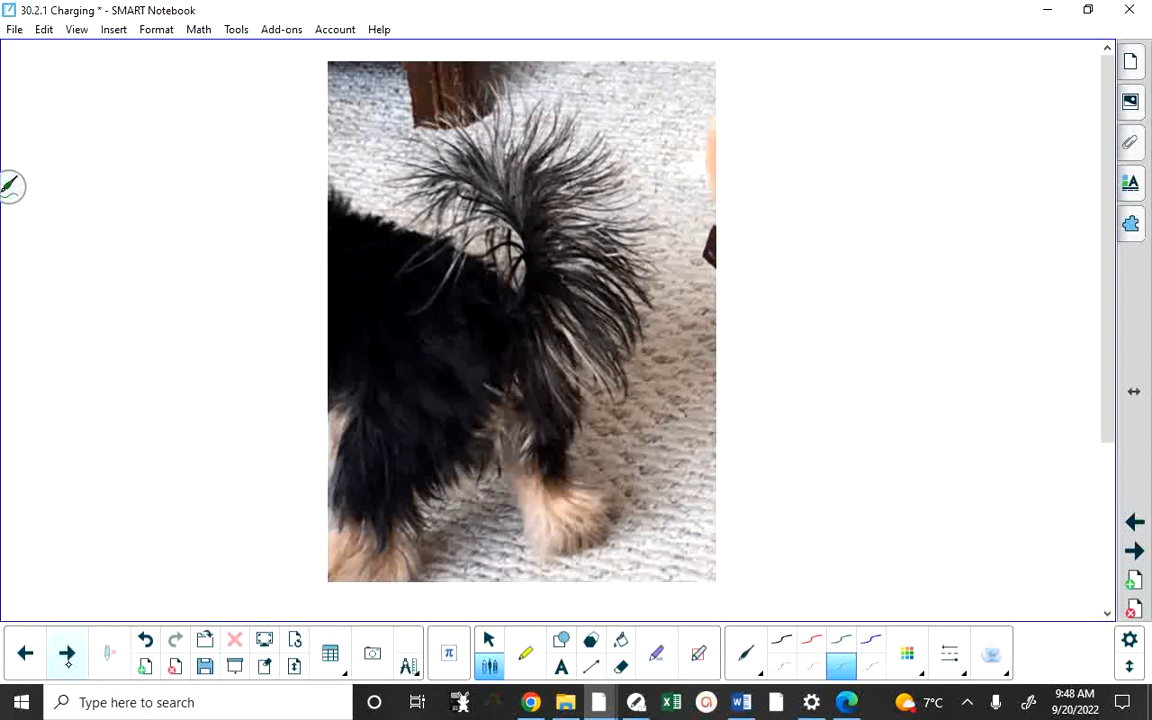 30.2.1 Charging * - SMART Notebook
File Edit View Insert Format Math Tools Add-ons Account Help
π
A
Type here to search
7°C
9:48 AM
9/20/2022